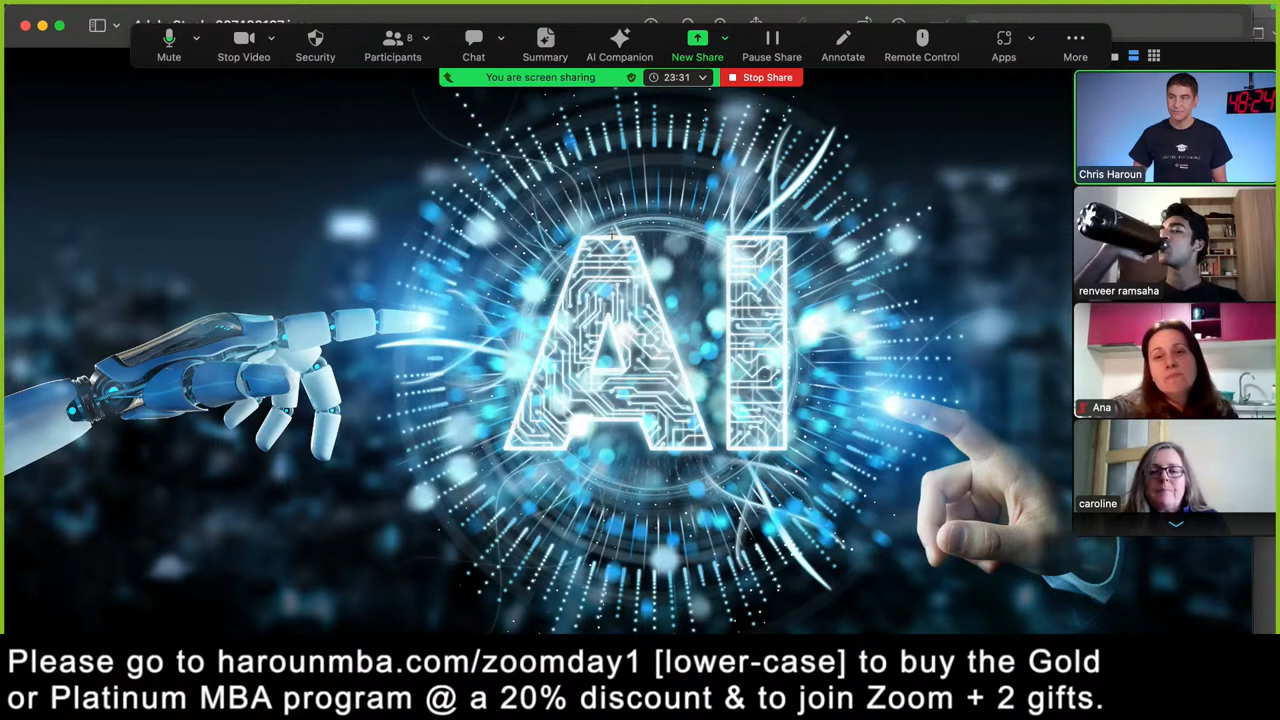 8
Mute
Stop Video
Security
Participants
Chat
Summary
AI Companion
New Share
Pause Share
Annotate
Remote Control
Apps
More
You are screen sharing
23:31
Stop Share
48:24
Chris Haroun
renveer ramsaha
Ana
caroline
AI
Please go to harounmba.com/zoomday1 [lower-case] to buy the Gold
or Platinum MBA program @ a 20% discount & to join Zoom + 2 gifts.